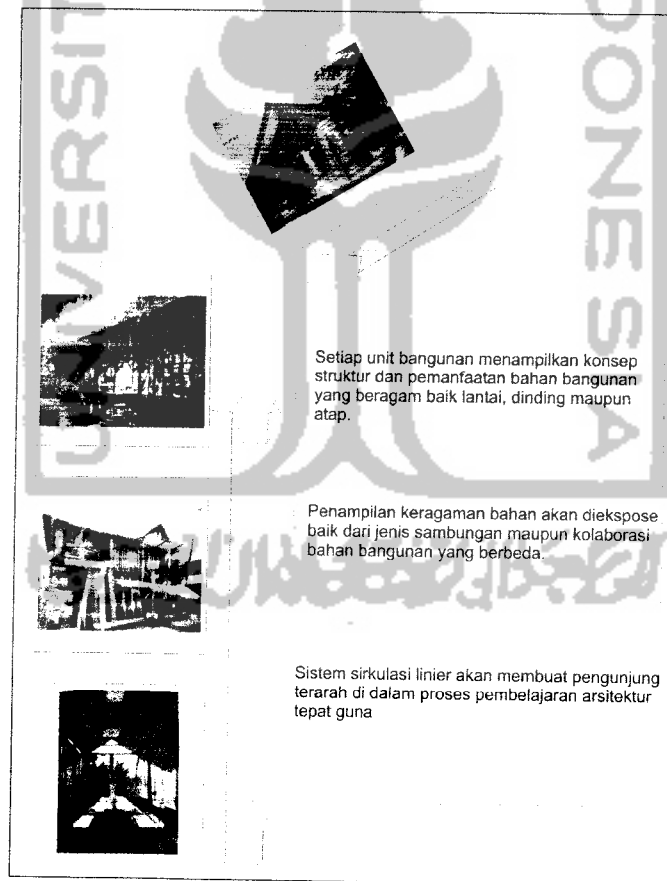 UNIVERSIT
INDONESIA
Setiap unit bangunan menampilkan konsep
struktur dan pemanfaatan bahan bangunan
yang beragam baik lantai, dinding maupun
atap.
Penampilan keragaman bahan akan diekspose
baik dari jenis sambungan maupun kolaborasi
bahan bangunan yang berbeda.
Sistem sirkulasi linier akan membuat pengunjung
terarah di dalam proses pembelajaran arsitektur
tepat guna